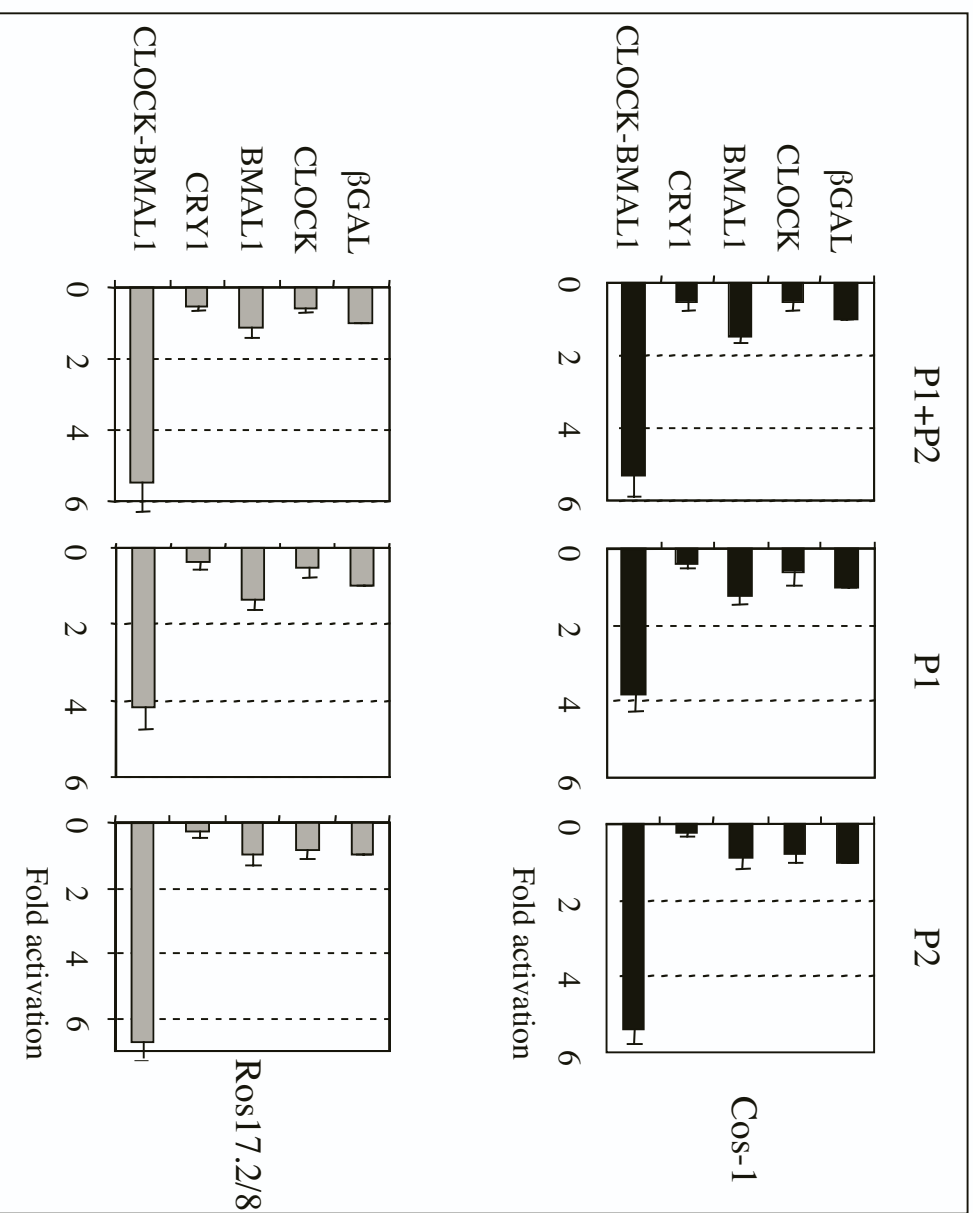 P1+P2 P1 P2
βGAL
CLOCK
BMAL1 Cos-1
CRY1
CLOCK-BMAL1
0 2 4 6 0 2 4 6 0 2 4 6
Fold activation
βGAL
CLOCK
BMAL1 Ros17.2/8
CRY1
CLOCK-BMAL1
0 2 4 6 0 2 4 6 0 2 4 6
Fold activation